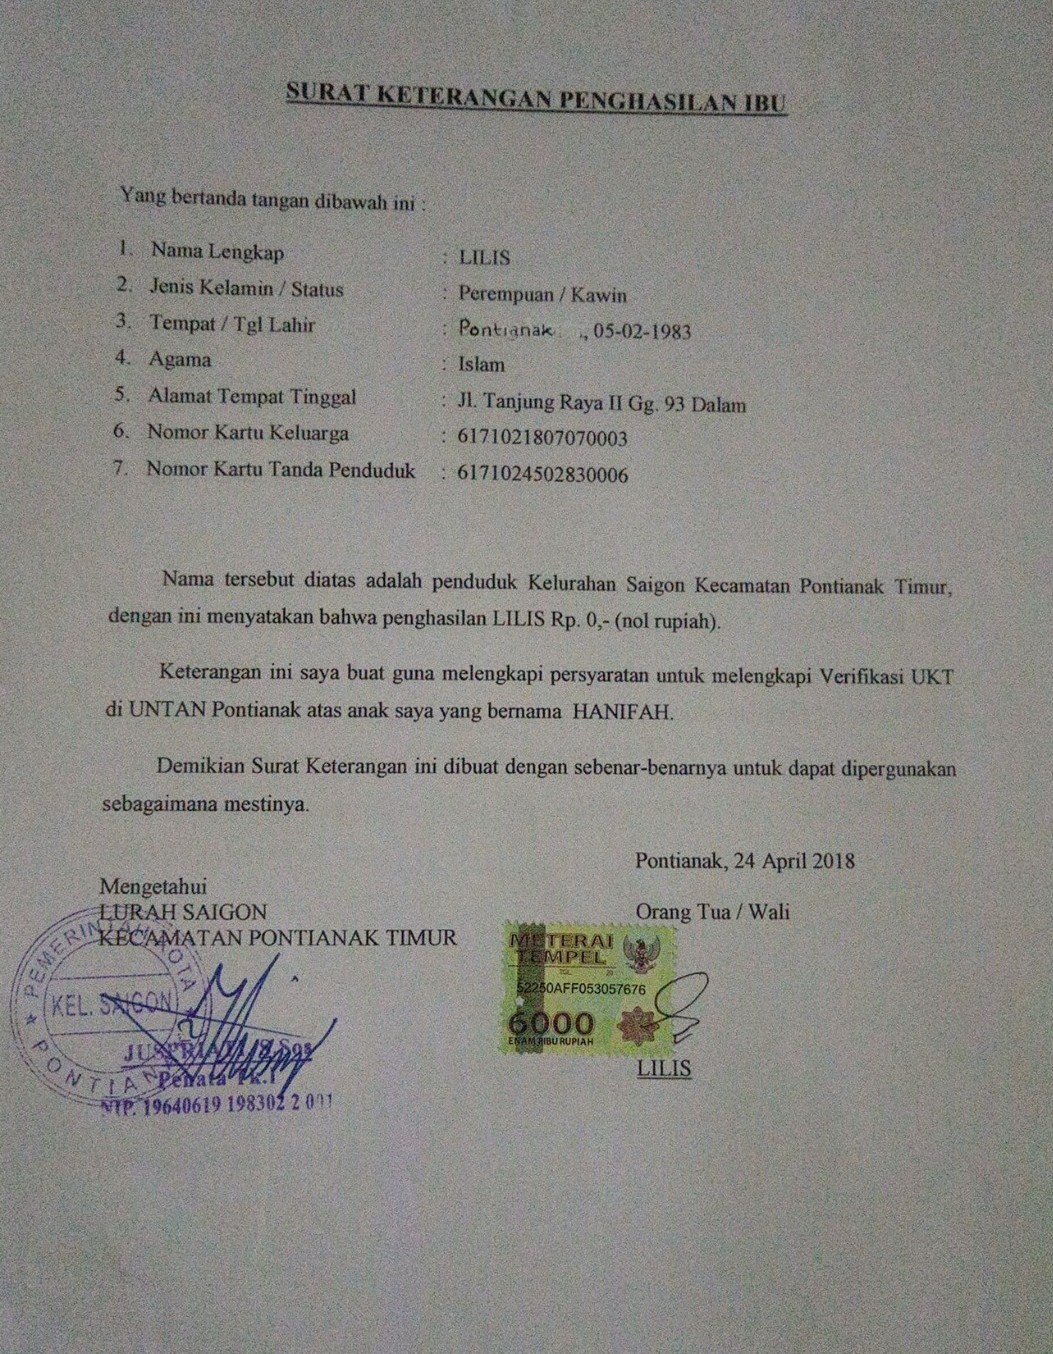 SURAT KETERANGAN PENGHASILAN IBU
Yang bertanda tangan dibawah ini :
1. Nama Lengkap : LILIS
2. Jenis Kelamin / Status : Perempuan / Kawin
3. Tempat / Tgl Lahir : Pontianak ., 05-02-1983
4. Agama : Islam
5. Alamat Tempat Tinggal : Jl. Tanjung Raya II Gg. 93 Dalam
6. Nomor Kartu Keluarga : 6171021807070003
7. Nomor Kartu Tanda Penduduk : 6171024502830006
Nama tersebut diatas adalah penduduk Kelurahan Saigon Kecamatan Pontianak Timur,
dengan ini menyatakan bahwa penghasilan LILIS Rp. 0,- (nol rupiah).
Keterangan ini saya buat guna melengkapi persyaratan untuk melengkapi Verifikasi UKT
di UNTAN Pontianak atas anak saya yang bernama HANIFAH.
Demikian Surat Keterangan ini dibuat dengan sebenar-benarnya untuk dapat dipergunakan
sebagaimana mestinya.
Pontianak, 24 April 2018
Mengetahui
LURAH SAIGON
KECAMATAN PONTIANAK TIMUR
Orang Tua / Wali
PEMERINTAH KOTA
KEL. SAIGON
PONTIANAK
Penata Tk.I
NIP. 19640619 198302 2 001
METERAI
TEMPEL
TGL 20
52250AFF053057676
6000
ENAM RIBU RUPIAH
LILIS